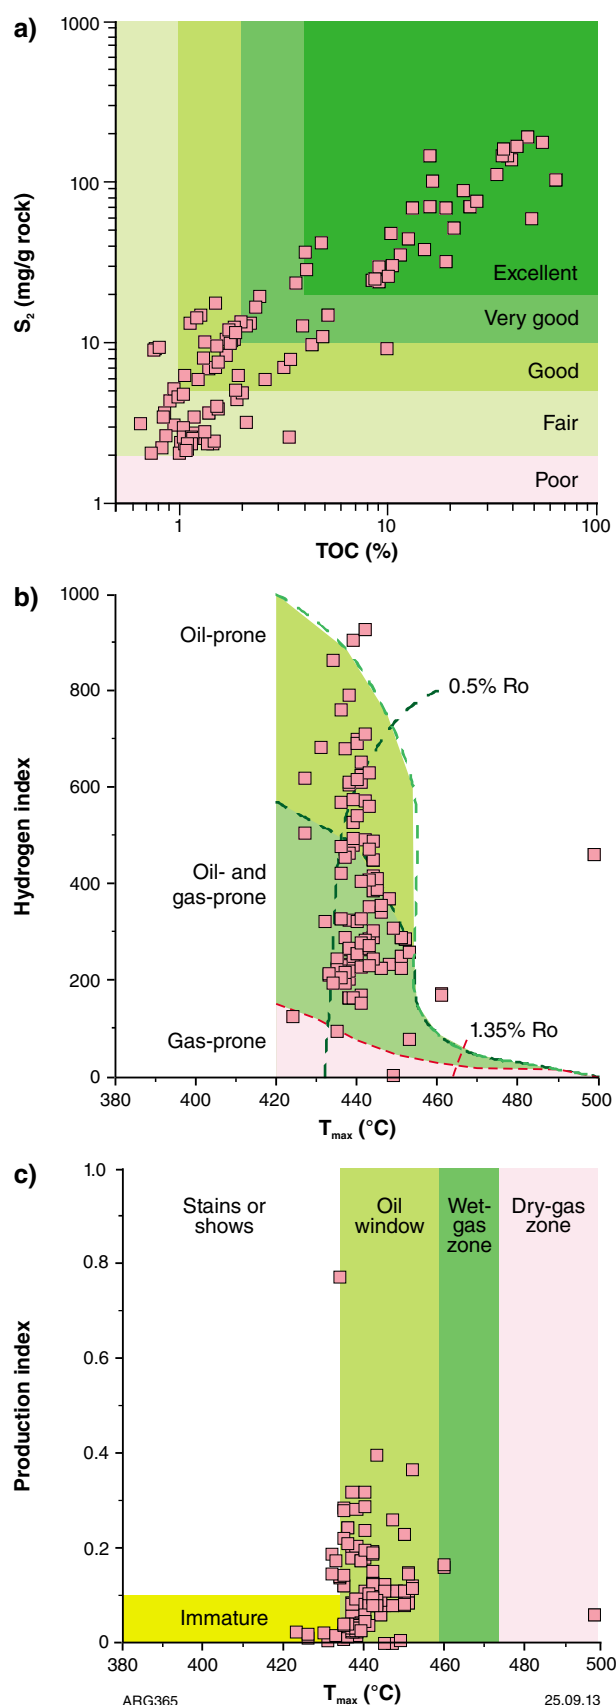 a)
1000
100
10
1
S2 (mg/g rock)
Excellent
Very good
Good
Fair
Poor
1
10
100
TOC (%)
b)
1000
800
600
400
200
0
Hydrogen index
Oil-prone
0.5% Ro
Oil- and
gas-prone
Gas-prone
1.35% Ro
380
400
420
440
460
480
500
Tmax (°C)
c)
1.0
0.8
0.6
0.4
0.2
0
Production index
Stains or
shows
Oil
window
Wet-
gas
zone
Dry-gas
zone
Immature
380
400
420
440
460
480
500
Tmax (°C)
ARG365
25.09.13